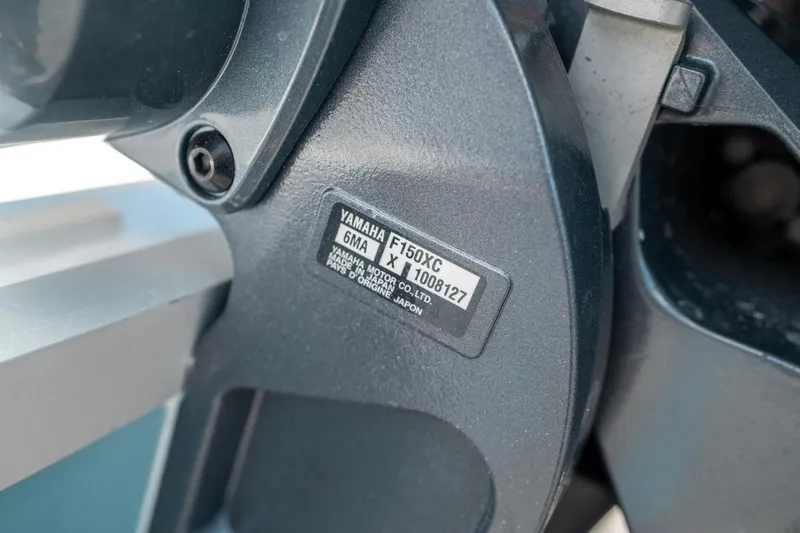 YAMAHA F150XC
6MA X 1008127
YAMAHA MOTOR CO.,LTD.
MADE IN JAPAN
PAYS D'ORIGINE JAPON